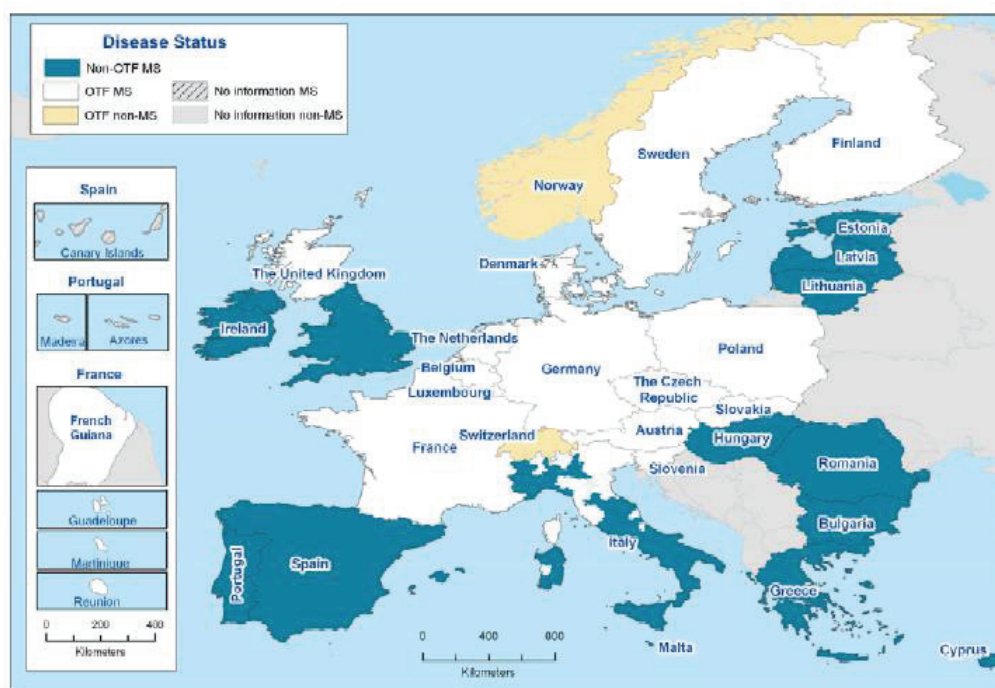 Disease Status
Non-OTF MS
OTF MS
No information MS
OTF non-MS
No information non-MS
Spain
Canary Islands
Portugal
Madeira
Azores
France
French
Guiana
Guadeloupe
Martinique
Reunion
0 200 400
Kilometers
Finland
Sweden
Norway
Estonia
Latvia
Lithuania
Denmark
The United Kingdom
Ireland
The Netherlands
Belgium
Luxembourg
Germany
Poland
The Czech
Republic
Slovakia
Austria
Switzerland
France
Hungary
Slovenia
Romania
Bulgaria
Italy
Portugal
Spain
Greece
Malta
Cyprus
0 400 800
Kilometers